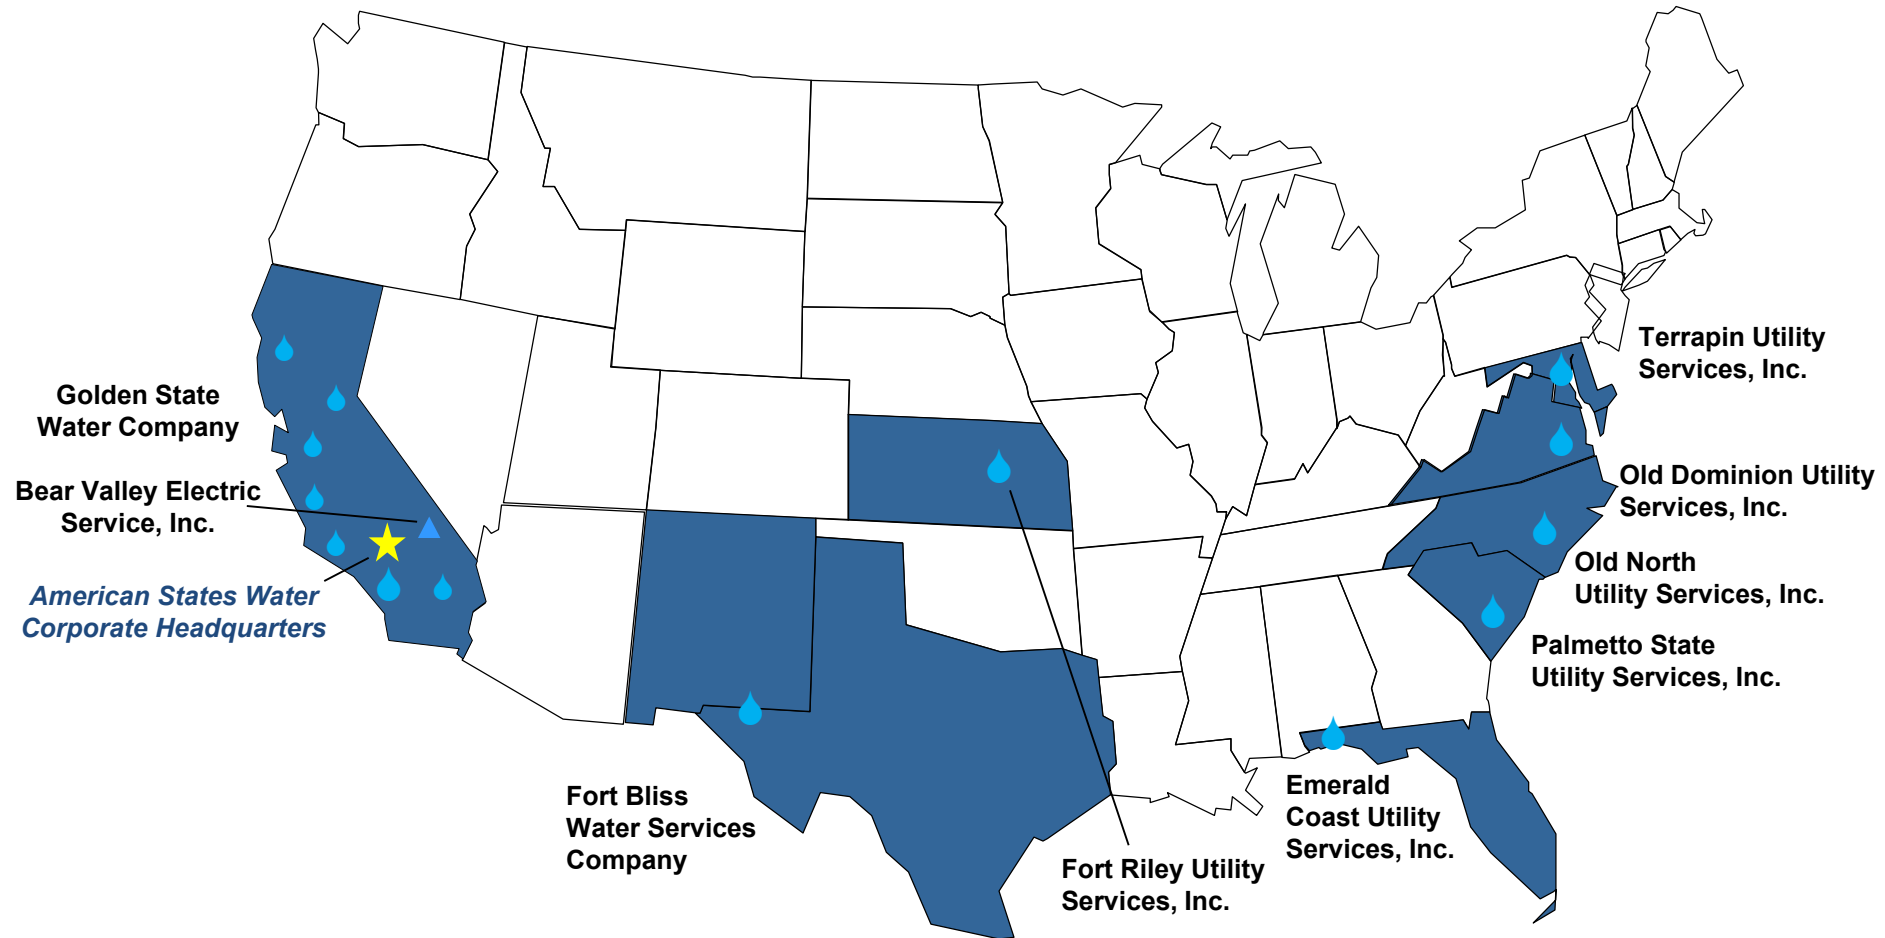 Golden State
Water Company
Bear Valley Electric
Service, Inc.
American States Water
Corporate Headquarters
Fort Bliss
Water Services
Company
Fort Riley Utility
Services, Inc.
Emerald
Coast Utility
Services, Inc.
Terrapin Utility
Services, Inc.
Old Dominion Utility
Services, Inc.
Old North
Utility Services, Inc.
Palmetto State
Utility Services, Inc.